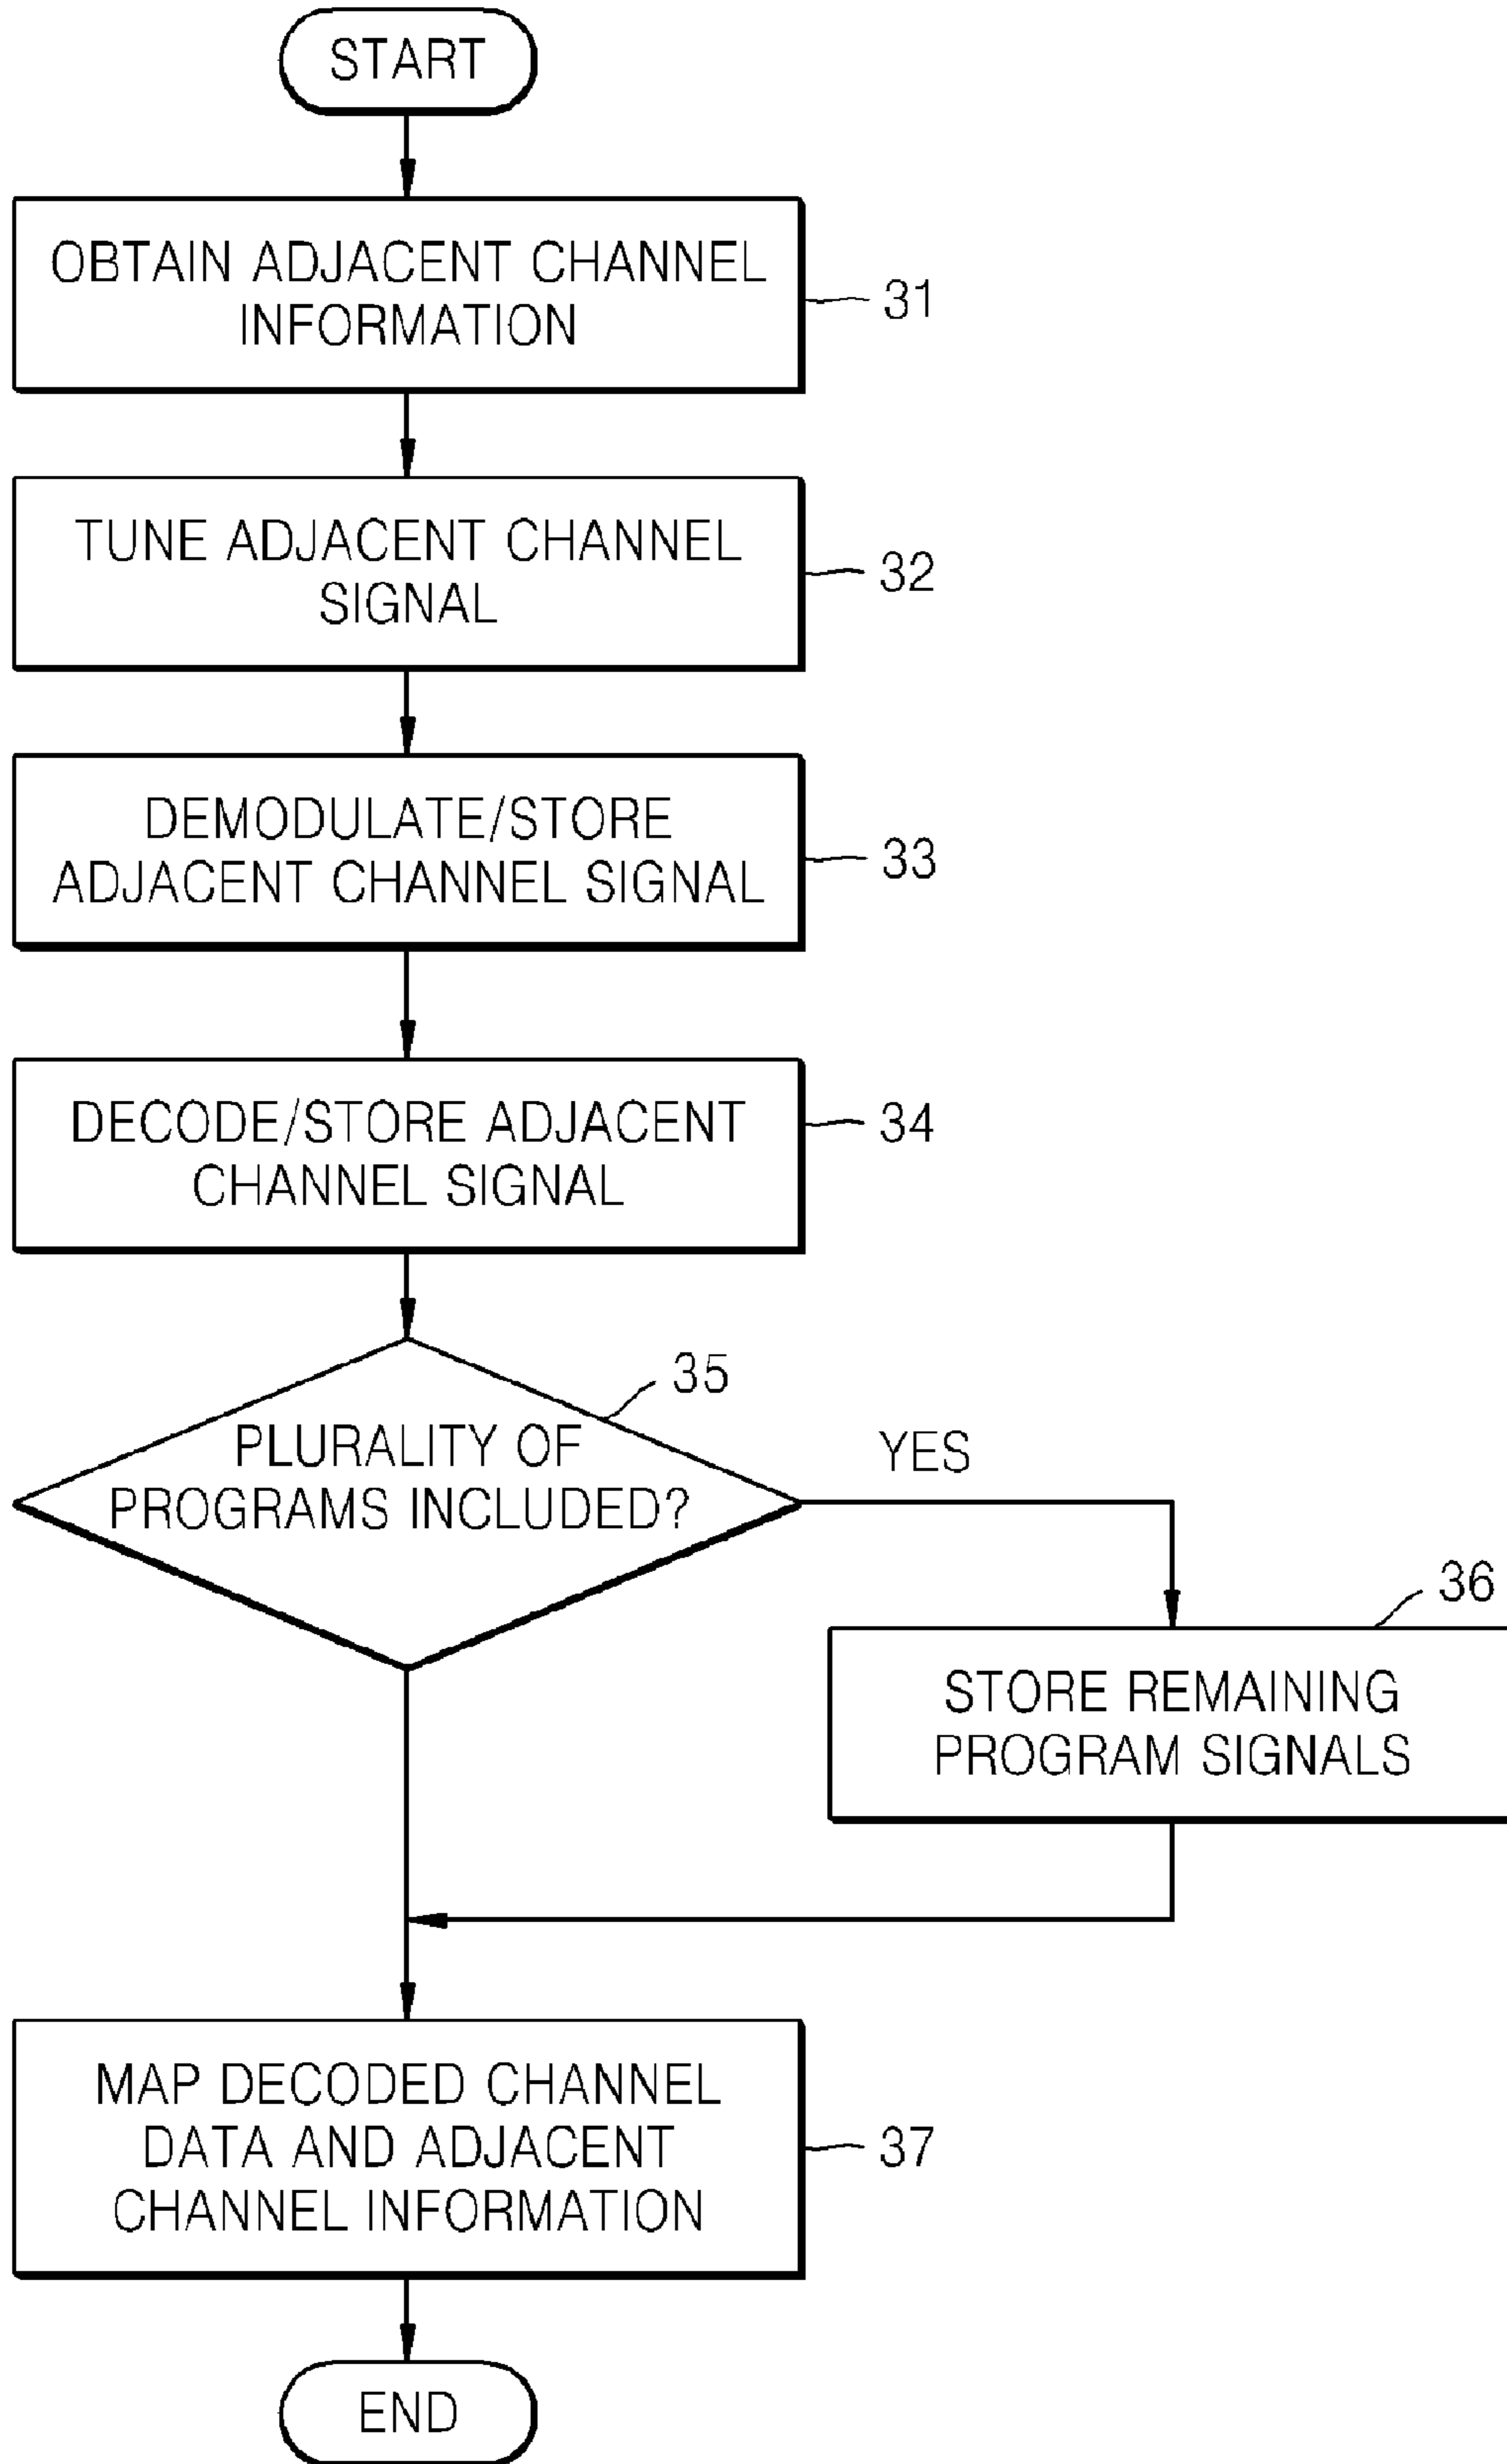 START
OBTAIN ADJACENT CHANNEL
INFORMATION
31
TUNE ADJACENT CHANNEL
SIGNAL
32
DEMODULATE/STORE
ADJACENT CHANNEL SIGNAL
33
DECODE/STORE ADJACENT
CHANNEL SIGNAL
34
35
PLURALITY OF
PROGRAMS INCLUDED?
YES
36
STORE REMAINING
PROGRAM SIGNALS
MAP DECODED CHANNEL
DATA AND ADJACENT
CHANNEL INFORMATION
37
END